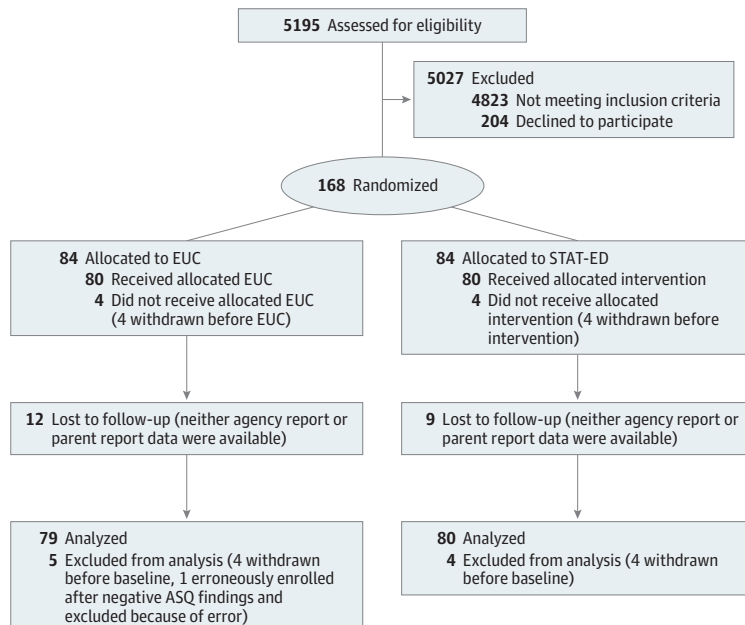 5195 Assessed for eligibility
5027 Excluded
4823 Not meeting inclusion criteria
204 Declined to participate
168 Randomized
84 Allocated to EUC
80 Received allocated EUC
4 Did not receive allocated EUC
(4 withdrawn before EUC)
84 Allocated to STAT-ED
80 Received allocated intervention
4 Did not receive allocated
intervention (4 withdrawn before
intervention)
12 Lost to follow-up (neither agency report or
parent report data were available)
9 Lost to follow-up (neither agency report or
parent report data were available)
79 Analyzed
5 Excluded from analysis (4 withdrawn
before baseline, 1 erroneously enrolled
after negative ASQ findings and
excluded because of error)
80 Analyzed
4 Excluded from analysis (4 withdrawn
before baseline)